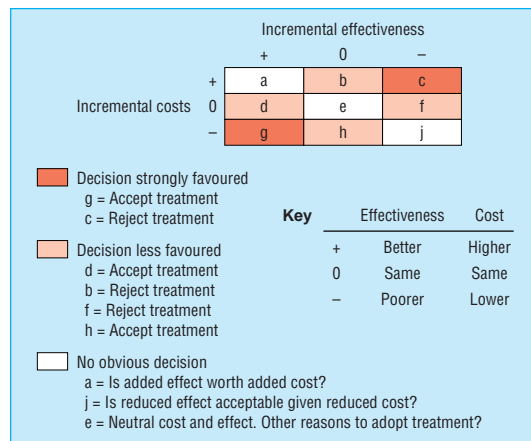 Incremental effectiveness
+ 0 –
Incremental costs
+ a b c
0 d e f
– g h j
Decision strongly favoured
g = Accept treatment
c = Reject treatment
Decision less favoured
d = Accept treatment
b = Reject treatment
f = Reject treatment
h = Accept treatment
No obvious decision
a = Is added effect worth added cost?
j = Is reduced effect acceptable given reduced cost?
e = Neutral cost and effect. Other reasons to adopt treatment?
Key Effectiveness Cost
+ Better Higher
0 Same Same
– Poorer Lower